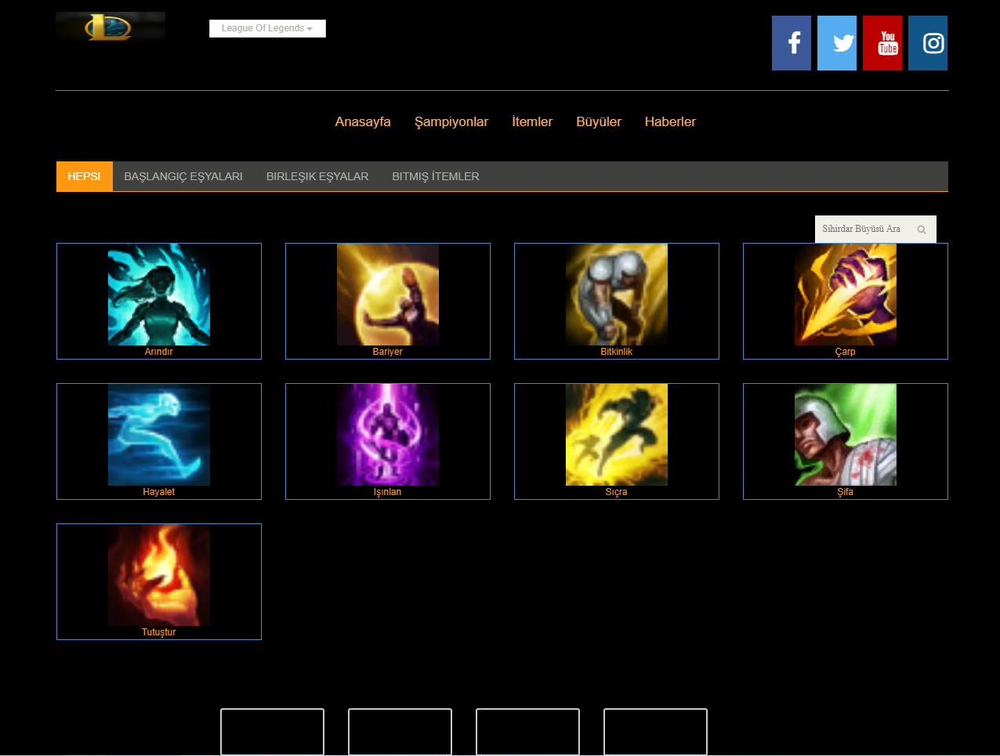 League Of Legends
You
Tube
Anasayfa Şampiyonlar İtemler Büyüler Haberler
HEPSI BAŞLANGIÇ EŞYALARI BIRLEŞIK EŞYALAR BITMIŞ İTEMLER
Sihirdar Büyüsü Ara
Arındır Bariyer Bitkinlik Çarp
Hayalet Işınlan Sıçra Şifa
Tutuştur